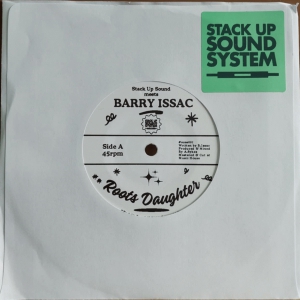 STACK UP
SOUND
SYSTEM
Stack Up Sound
meets
BARRY ISSAC
Side A
45rpm
Roots Daughter